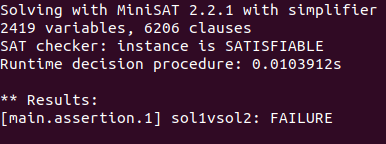 Solving with MiniSAT 2.2.1 with simplifier
2419 variables, 6206 clauses
SAT checker: instance is SATISFIABLE
Runtime decision procedure: 0.0103912s

** Results:
[main.assertion.1] sol1vsol2: FAILURE